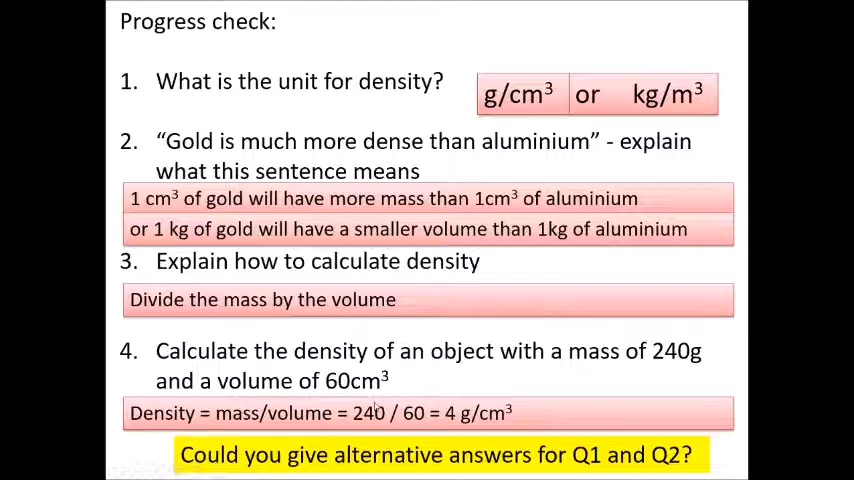 Progress check:
1. What is the unit for density?
g/cm³ or kg/m³
2. “Gold is much more dense than aluminium” - explain
what this sentence means
1 cm³ of gold will have more mass than 1cm³ of aluminium
or 1 kg of gold will have a smaller volume than 1kg of aluminium
3. Explain how to calculate density
Divide the mass by the volume
4. Calculate the density of an object with a mass of 240g
and a volume of 60cm³
Density = mass/volume = 240 / 60 = 4 g/cm³
Could you give alternative answers for Q1 and Q2?